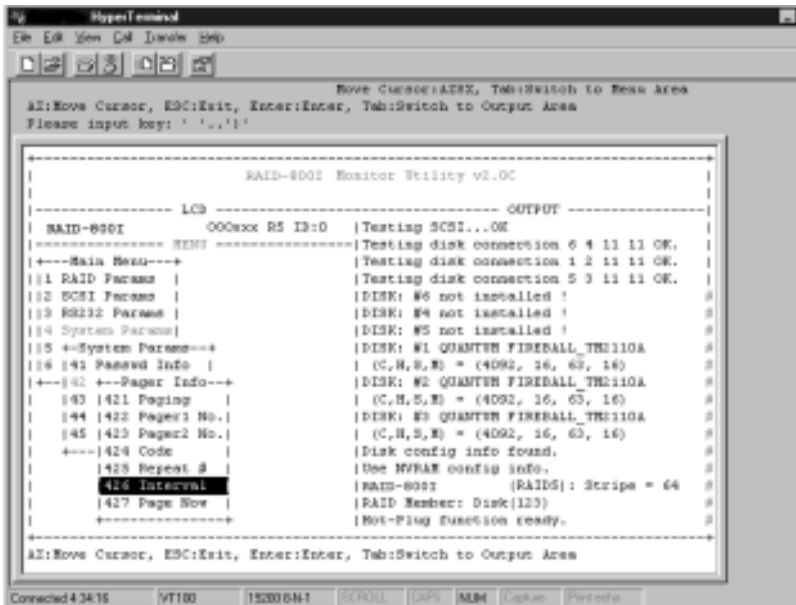 HyperTerminal
File Edit View Call Transfer Help
Move Cursor:AZSX, Tab:Switch to Menu Area
AZ:Move Cursor, ESC:Exit, Enter:Enter, Tab:Switch to Output Area
Please input key: ' '..'}'
RAID-800I Monitor Utility v2.0C
LCD OUTPUT
RAID-800I 000xxx R5 ID:0 |Testing SCSI...OK
MENU |Testing disk connection 6 4 11 11 OK.
+---Main Menu---+ |Testing disk connection 1 2 11 11 OK.
||1 RAID Params | |Testing disk connection 5 3 11 11 OK.
||2 SCSI Params | |DISK: #6 not installed !
||3 RS232 Params | |DISK: #4 not installed !
||4 System Params| |DISK: #5 not installed !
||5 +-System Params--+ |DISK: #1 QUANTUM FIREBALL_TM2110A
||6 |41 Passwd Info | | (C,H,S,M) = (4092, 16, 63, 16)
|+--|42 +---Pager Info--+ |DISK: #2 QUANTUM FIREBALL_TM2110A
| |43 |421 Paging | | (C,H,S,M) = (4092, 16, 63, 16)
| |44 |422 Pager1 No.| |DISK: #3 QUANTUM FIREBALL_TM2110A
| |45 |423 Pager2 No.| | (C,H,S,M) = (4092, 16, 63, 16)
| +---|424 Code | |Disk config info found.
| |425 Repeat # | |Use NVRAM config info.
| |426 Interval | |RAID-800I (RAID5): Stripe = 64
| |427 Page Now | |RAID Member: Disk(123)
| +---------------+ |Hot-Plug function ready.
AZ:Move Cursor, ESC:Exit, Enter:Enter, Tab:Switch to Output Area
Connected 4:34:16 VT100 15200 8-N-1 SCROLL CAPS NUM Capture Print echo